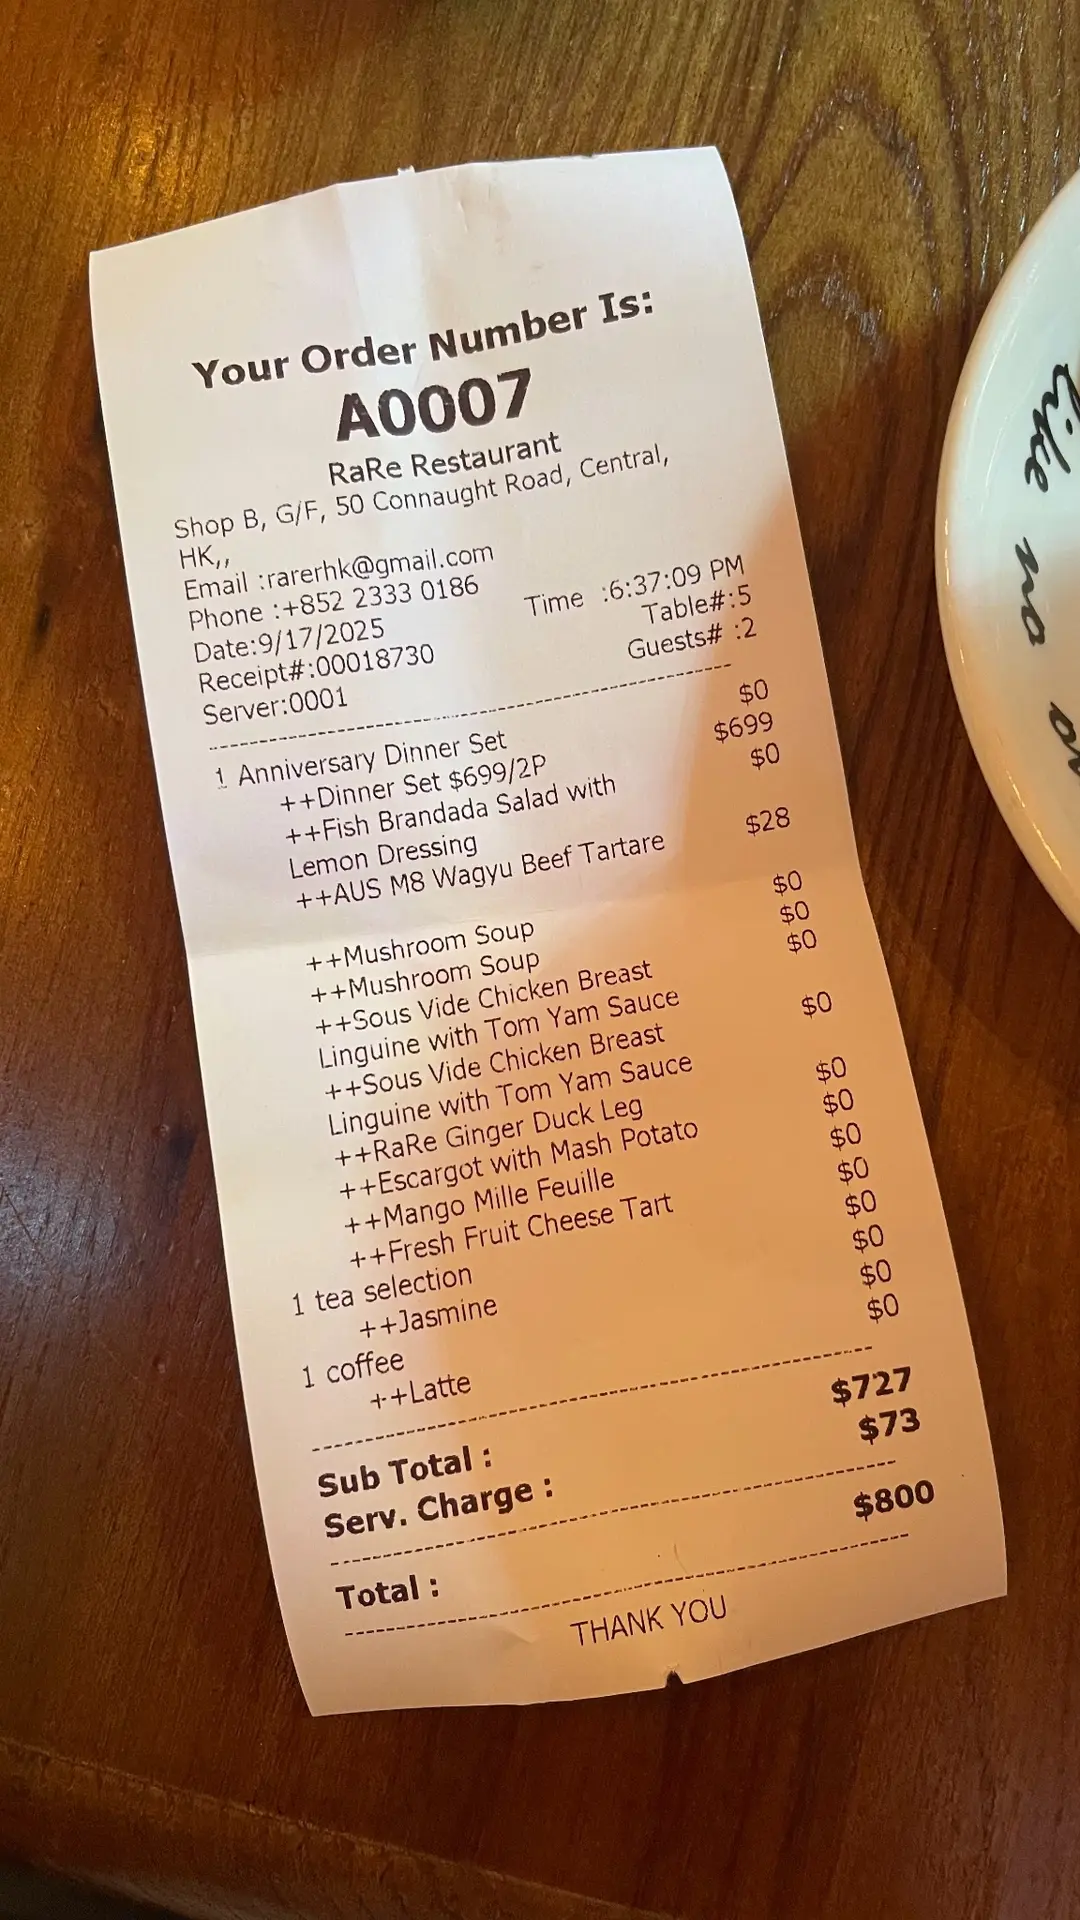 Your Order Number Is:
A0007
RaRe Restaurant
Shop B, G/F, 50 Connaught Road, Central,
HK,,
Email :rarerhk@gmail.com
Phone :+852 2333 0186
Date:9/17/2025 Time :6:37:09 PM
Receipt#:00018730 Table#:5
Server:0001 Guests# :2
1 Anniversary Dinner Set $0
++Dinner Set $699/2P $699
++Fish Brandada Salad with $0
Lemon Dressing
++AUS M8 Wagyu Beef Tartare $28
++Mushroom Soup $0
++Mushroom Soup $0
++Sous Vide Chicken Breast $0
Linguine with Tom Yam Sauce
++Sous Vide Chicken Breast $0
Linguine with Tom Yam Sauce
++RaRe Ginger Duck Leg $0
++Escargot with Mash Potato $0
++Mango Mille Feuille $0
++Fresh Fruit Cheese Tart $0
1 tea selection $0
++Jasmine $0
1 coffee $0
++Latte $0
Sub Total : $727
Serv. Charge : $73
Total : $800
THANK YOU
like no